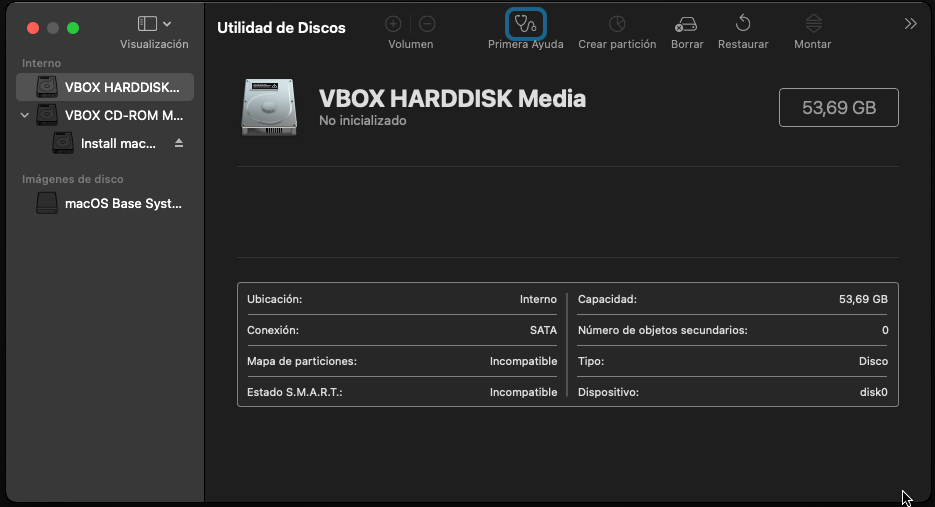 Visualización
Utilidad de Discos
Volumen
Primera Ayuda
Crear partición
Borrar
Restaurar
Montar
Interno
VBOX HARDDISK...
VBOX CD-ROM M...
Install mac...
Imágenes de disco
macOS Base Syst...
VBOX HARDDISK Media
No inicializado
53,69 GB
Ubicación: Interno
Conexión: SATA
Mapa de particiones: Incompatible
Estado S.M.A.R.T.: Incompatible
Capacidad: 53,69 GB
Número de objetos secundarios: 0
Tipo: Disco
Dispositivo: disk0